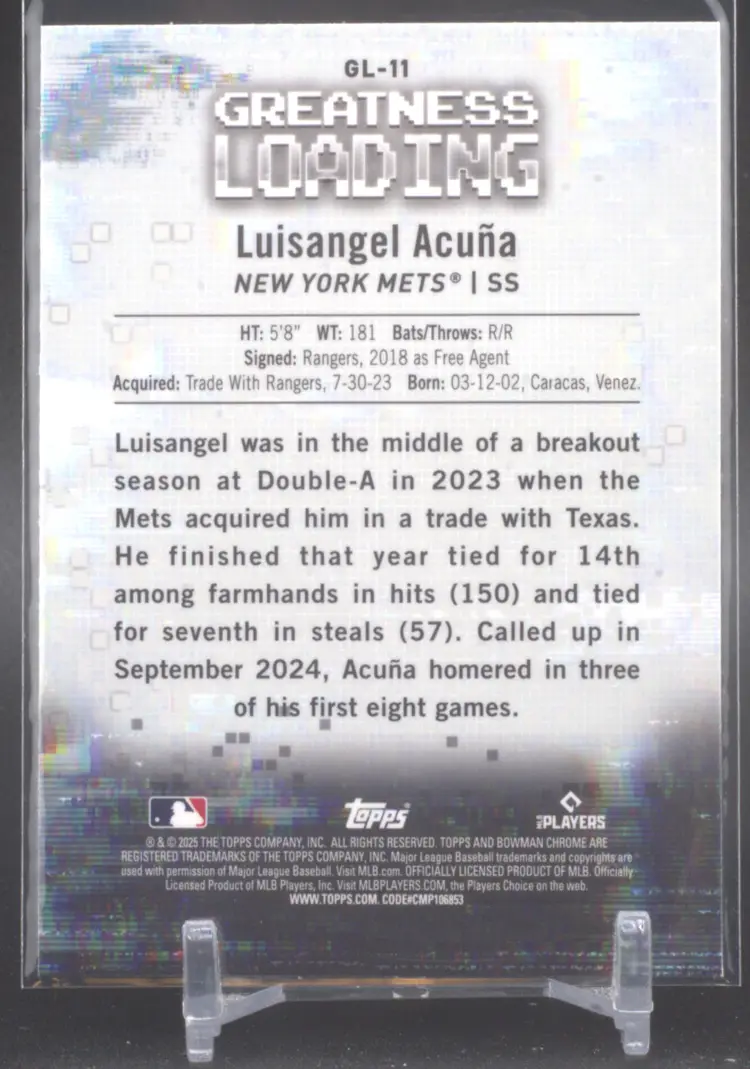 GL-11
GREATNESS
LOADING
Luisangel Acuña
NEW YORK METS® | SS
HT: 5'8" WT: 181 Bats/Throws: R/R
Signed: Rangers, 2018 as Free Agent
Acquired: Trade With Rangers, 7-30-23 Born: 03-12-02, Caracas, Venez.
Luisangel was in the middle of a breakout
season at Double-A in 2023 when the
Mets acquired him in a trade with Texas.
He finished that year tied for 14th
among farmhands in hits (150) and tied
for seventh in steals (57). Called up in
September 2024, Acuña homered in three
of his first eight games.
Topps®
MLB PLAYERS
® & © 2025 THE TOPPS COMPANY, INC. ALL RIGHTS RESERVED. TOPPS AND BOWMAN CHROME ARE
REGISTERED TRADEMARKS OF THE TOPPS COMPANY, INC. Major League Baseball trademarks and copyrights are
used with permission of Major League Baseball. Visit MLB.com. OFFICIALLY LICENSED PRODUCT OF MLB. Officially
Licensed Product of MLB Players, Inc. Visit MLBPLAYERS.COM, the Players Choice on the web.
WWW.TOPPS.COM. CODE#CMP106853